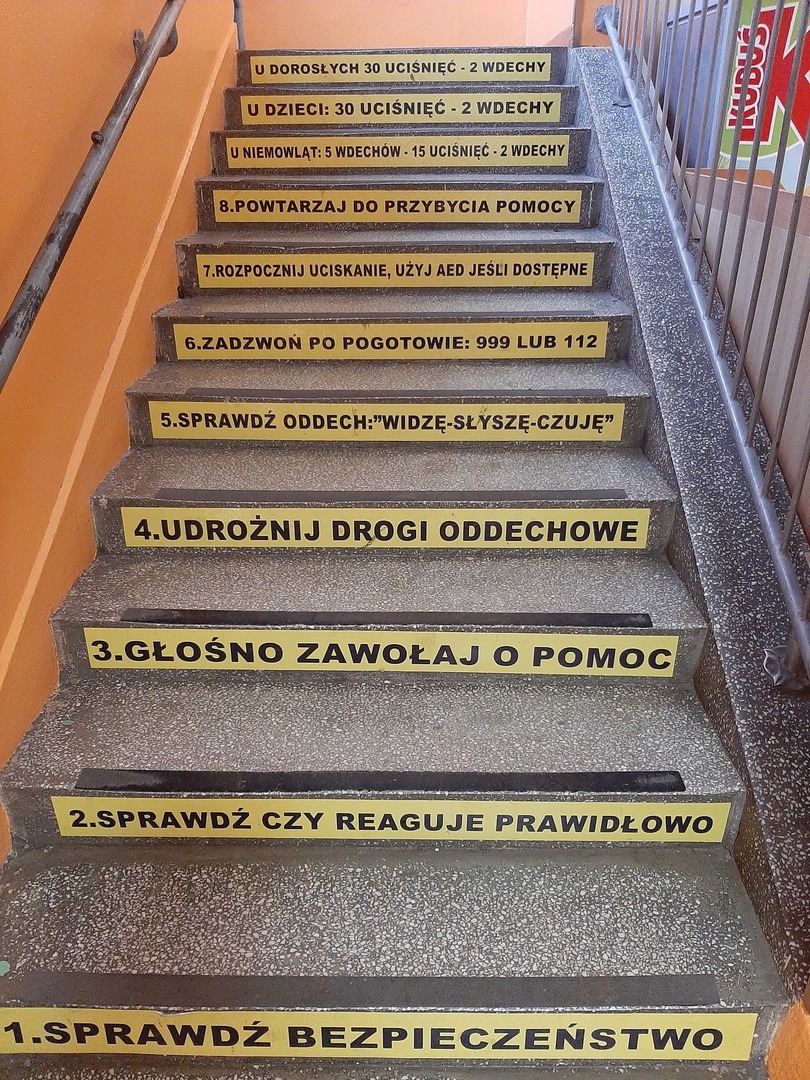 U DOROSŁYCH 30 UCIŚNIĘĆ - 2 WDECHY
U DZIECI: 30 UCIŚNIĘĆ - 2 WDECHY
U NIEMOWLĄT: 5 WDECHÓW - 15 UCIŚNIĘĆ - 2 WDECHY
8.POWTARZAJ DO PRZYBYCIA POMOCY
7.ROZPOCZNIJ UCISKANIE, UŻYJ AED JEŚLI DOSTĘPNE
6.ZADZWOŃ PO POGOTOWIE: 999 LUB 112
5.SPRAWDŹ ODDECH:”WIDZĘ-SŁYSZĘ-CZUJĘ”
4.UDROŻNIJ DROGI ODDECHOWE
3.GŁOŚNO ZAWOŁAJ O POMOC
2.SPRAWDŹ CZY REAGUJE PRAWIDŁOWO
1.SPRAWDŹ BEZPIECZEŃSTWO
KUBUŚ